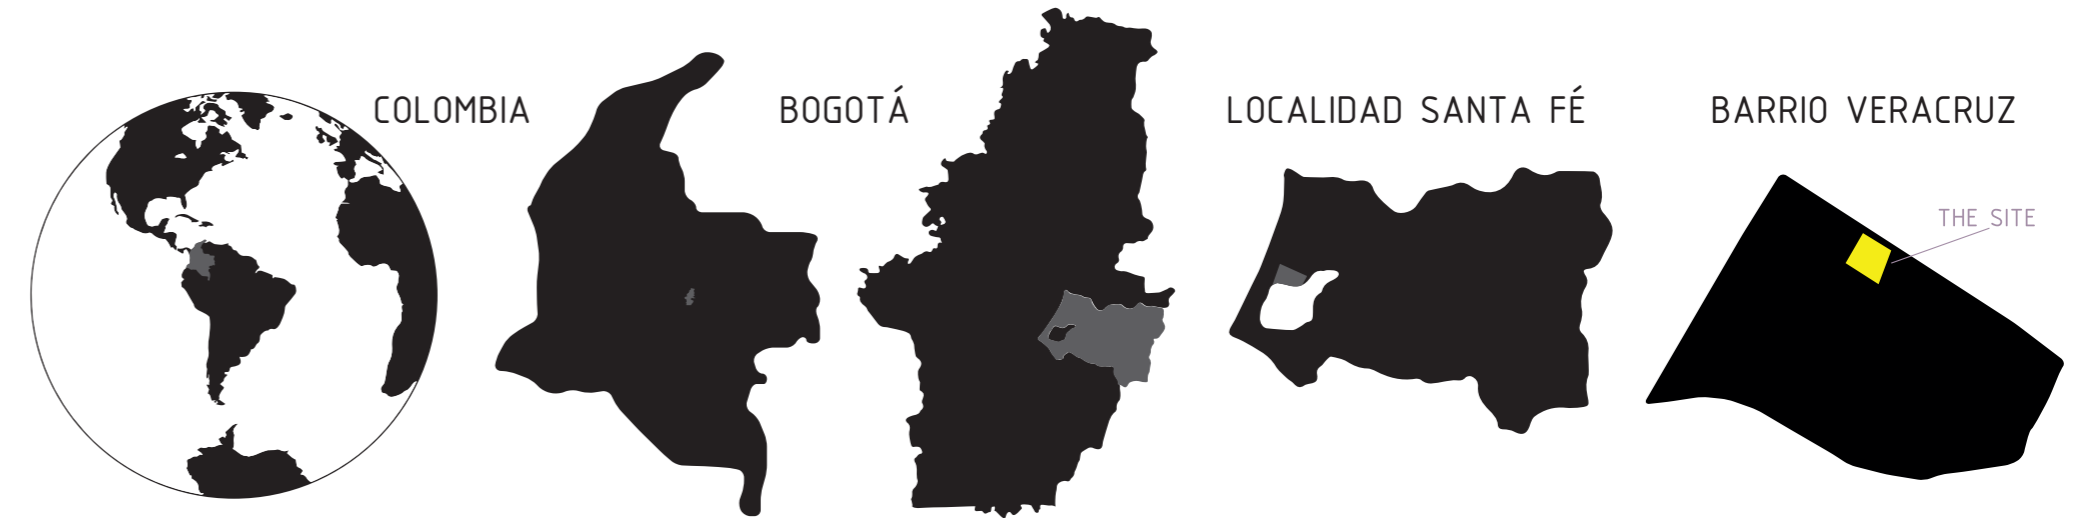 COLOMBIA
BOGOTÁ
LOCALIDAD SANTA FÉ
BARRIO VERACRUZ
THE SITE